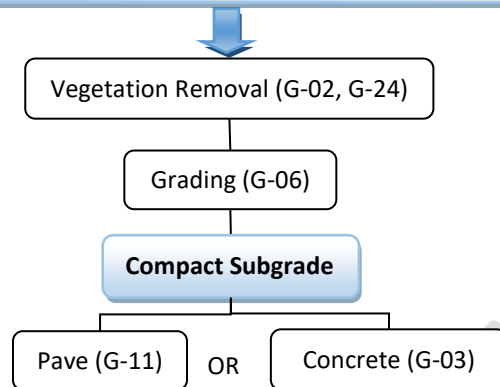 Vegetation Removal (G-02, G-24)
Grading (G-06)
Compact Subgrade
Pave (G-11) OR Concrete (G-03)